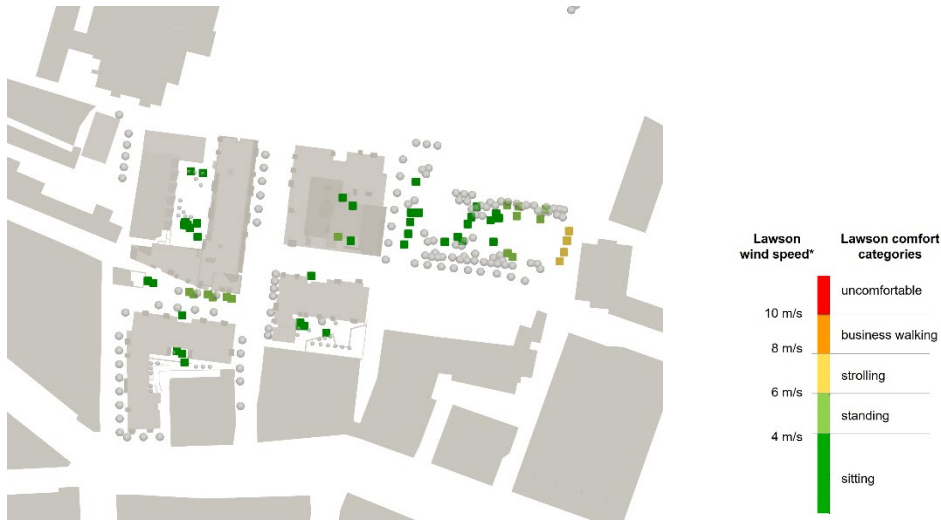 Lawson
wind speed*
Lawson comfort
categories
uncomfortable
10 m/s
business walking
8 m/s
strolling
6 m/s
standing
4 m/s
sitting